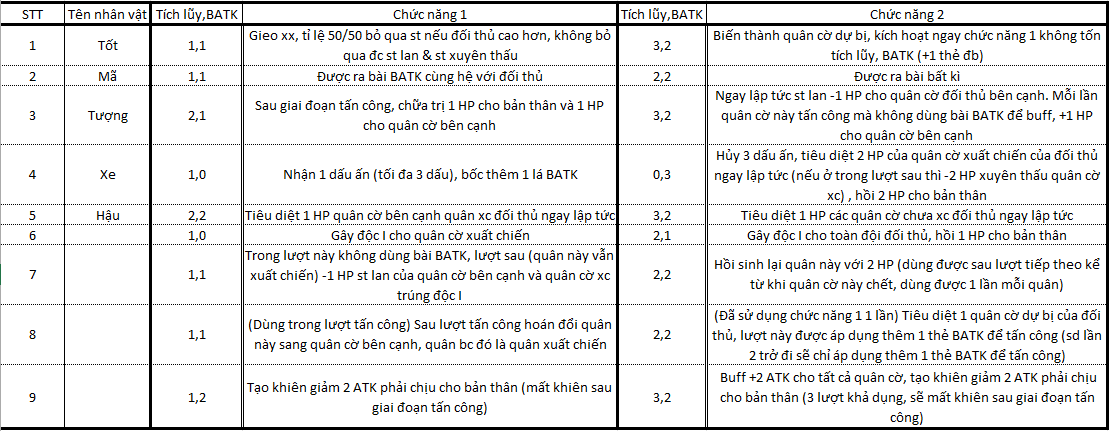 STT Tên nhân vật Tích lũy,BATK Chức năng 1 Tích lũy,BATK Chức năng 2
1 Tốt 1,1 Gieo xx, tỉ lệ 50/50 bỏ qua st nếu đối thủ cao hơn, không bỏ
qua đc st lan & st xuyên thấu
3,2 Biến thành quân cờ dự bị, kích hoạt ngay chức năng 1 không tốn
tích lũy, BATK (+1 thẻ đb)
2 Mã 1,1 Được ra bài BATK cùng hệ với đối thủ 2,2 Được ra bài bất kì
3 Tượng 2,1 Sau giai đoạn tấn công, chữa trị 1 HP cho bản thân và 1 HP
cho quân cờ bên cạnh
3,2 Ngay lập tức st lan -1 HP cho quân cờ đối thủ bên cạnh. Mỗi lần
quân cờ này tấn công mà không dùng bài BATK để buff, +1 HP
cho quân cờ bên cạnh
4 Xe 1,0 Nhận 1 dấu ấn (tối đa 3 dấu), bốc thêm 1 lá BATK
0,3 Hủy 3 dấu ấn, tiêu diệt 2 HP của quân cờ xuất chiến của đối thủ
ngay lập tức (nếu ở trong lượt sau thì -2 HP xuyên thấu quân cờ
xc) , hồi 2 HP cho bản thân
5 Hậu 2,2 Tiêu diệt 1 HP quân cờ bên cạnh quân xc đối thủ ngay lập tức 3,2 Tiêu diệt 1 HP các quân cờ chưa xc đối thủ ngay lập tức
6 1,0 Gây độc I cho quân cờ xuất chiến 2,1 Gây độc I cho toàn đội đối thủ, hồi 1 HP cho bản thân
7 1,1 Trong lượt này không dùng bài BATK, lượt sau (quân này vẫn
xuất chiến) -1 HP st lan của quân cờ bên cạnh và quân cờ xc
trúng độc I
2,2 Hồi sinh lại quân này với 2 HP (dùng được sau lượt tiếp theo kể
từ khi quân cờ này chết, dùng được 1 lần mỗi quân)
8 1,1 (Dùng trong lượt tấn công) Sau lượt tấn công hoán đổi quân
này sang quân cờ bên cạnh, quân bc đó là quân xuất chiến
2,2 (Đã sử dụng chức năng 1 1 lần) Tiêu diệt 1 quân cờ dự bị của đối
thủ, lượt này được áp dụng thêm 1 thẻ BATK để tấn công (sd lần
2 trở đi sẽ chỉ áp dụng thêm 1 thẻ BATK để tấn công)
9 1,2 Tạo khiên giảm 2 ATK phải chịu cho bản thân (mất khiên sau
giai đoạn tấn công)
3,2 Buff +2 ATK cho tất cả quân cờ, tạo khiên giảm 2 ATK phải chịu
cho bản thân (3 lượt khả dụng, sẽ mất khiên sau giai đoạn tấn
công)